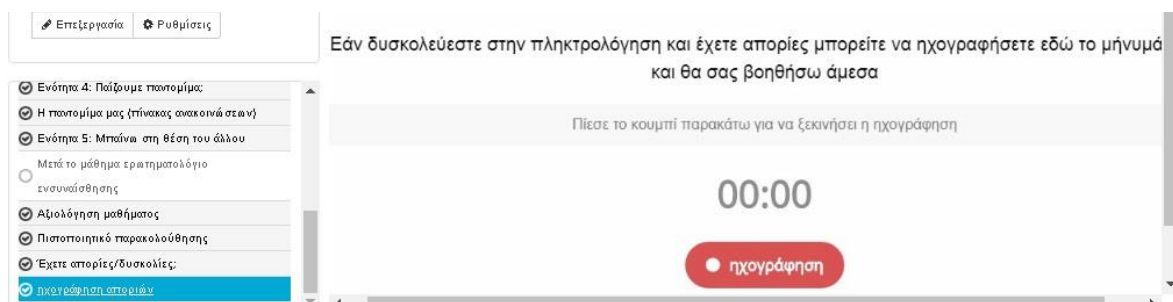 Επεξεργασία Ρυθμίσεις
Ενότητα 4: Παίζουμε παντομίμα;
Η παντομίμα μας (πίνακας ανακοινώσεων)
Ενότητα 5: Μπαίνω στη θέση του άλλου
Μετά το μάθημα ερωτηματολόγιο
ενσυναίσθησης
Αξιολόγηση μαθήματος
Πιστοποιητικό παρακολούθησης
Έχετε απορίες/δυσκολίες;
ηχογράφηση αποριών
Εάν δυσκολεύεστε στην πληκτρολόγηση και έχετε απορίες μπορείτε να ηχογραφήσετε εδώ το μήνυμά
και θα σας βοηθήσω άμεσα
Πίεσε το κουμπί παρακάτω για να ξεκινήσει η ηχογράφηση
00:00
ηχογράφηση